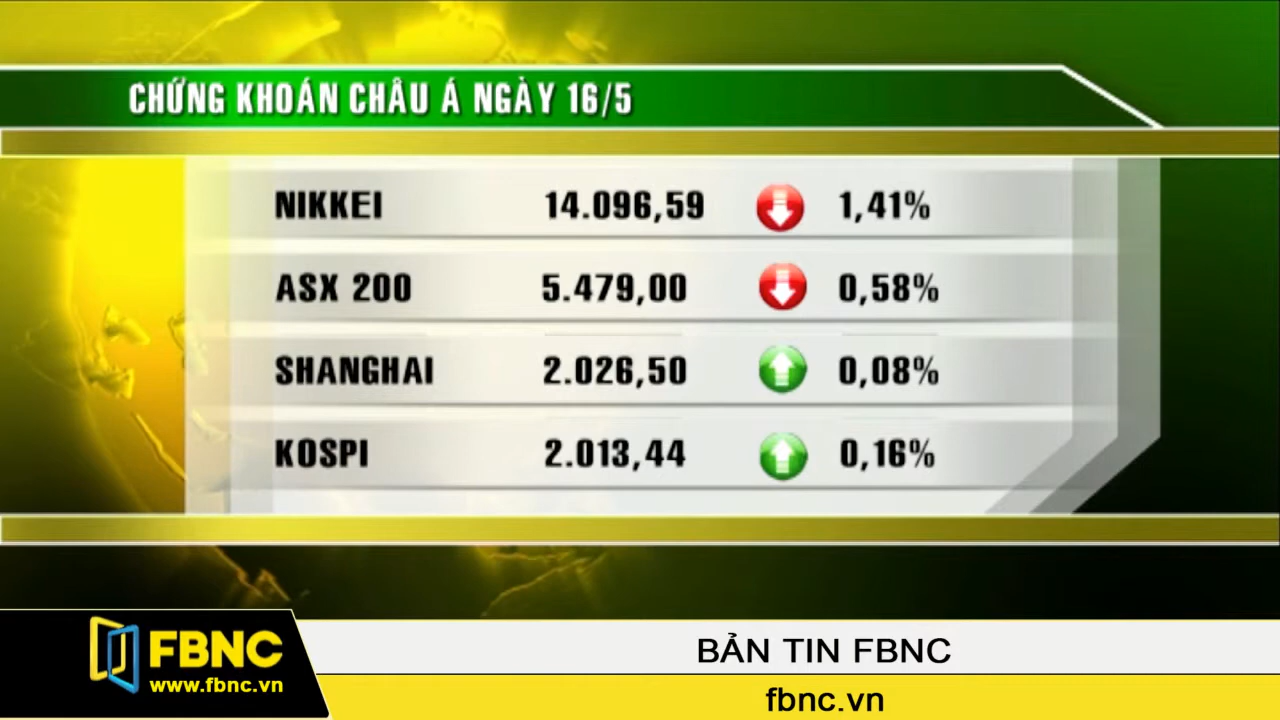 CHỨNG KHOÁN CHÂU Á NGÀY 16/5
NIKKEI 14.096,59 1,41%
ASX 200 5.479,00 0,58%
SHANGHAI 2.026,50 0,08%
KOSPI 2.013,44 0,16%
FBNC
www.fbnc.vn
BẢN TIN FBNC
fbnc.vn